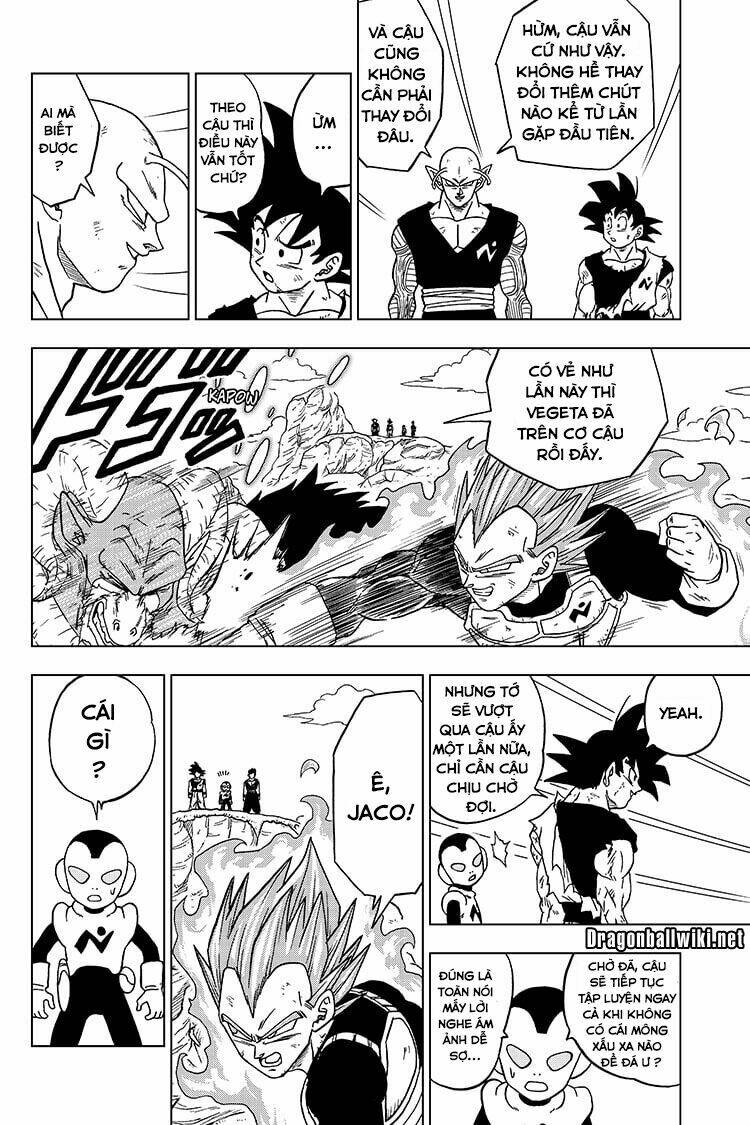 HỪM, CẬU VẪN
CỨ NHƯ VẬY.
KHÔNG HỀ THAY
ĐỔI THÊM CHÚT
NÀO KỂ TỪ LẦN
GẶP ĐẦU TIÊN.
VÀ CẬU
CŨNG
KHÔNG
CẦN PHẢI
THAY ĐỔI
ĐÂU.
ỪM
...
THEO
CẬU THÌ
ĐIỀU NÀY
VẪN TỐT
CHỨ?
AI MÀ
BIẾT
ĐƯỢC
?
CÓ VẺ NHƯ
LẦN NÀY THÌ
VEGETA ĐÃ
TRÊN CƠ CẬU
RỒI ĐẤY.
KAPOW
YEAH.
NHƯNG TỚ
SẼ VƯỢT
QUA CẬU ẤY
MỘT LẦN NỮA,
CHỈ CẦN CẬU
CHỊU CHỜ
ĐỢI.
Dragonballwiki.net
CHỜ ĐÃ, CẬU
SẼ TIẾP TỤC
TẬP LUYỆN NGAY
CẢ KHI KHÔNG
CÓ CÁI MÔNG
XẤU XA NÀO
ĐỂ ĐÁ Ư ?
ĐÚNG LÀ
TOÀN NÓI
MẤY LỜI
NGHE ÁM
ẢNH DỄ
SỢ...
Ê,
JACO!
CÁI
GÌ
?